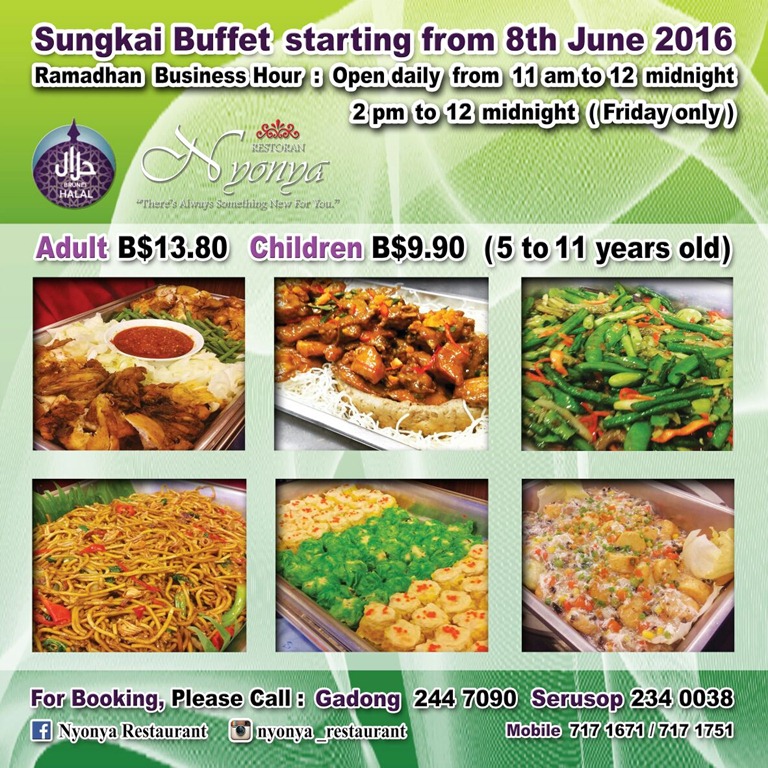 Sungkai Buffet starting from 8th June 2016
Ramadhan Business Hour : Open daily from 11 am to 12 midnight
2 pm to 12 midnight ( Friday only )
حلال
BRUNEI
HALAL
RESTORAN
Nyonya
"There's Always Something New For You."
Adult B$13.80 Children B$9.90 (5 to 11 years old)
For Booking, Please Call : Gadong 244 7090 Serusop 234 0038
Nyonya Restaurant nyonya _restaurant Mobile 717 1671 / 717 1751